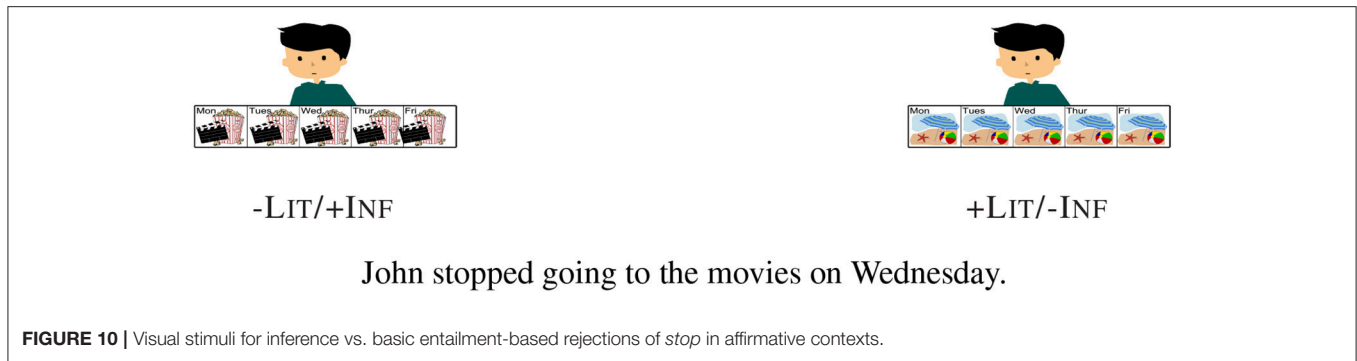 Mon Tues Wed Thur Fri Mon Tues Wed Thur Fri
-LIT/+INF +LIT/-INF
John stopped going to the movies on Wednesday.
FIGURE 10 | Visual stimuli for inference vs. basic entailment-based rejections of stop in affirmative contexts.